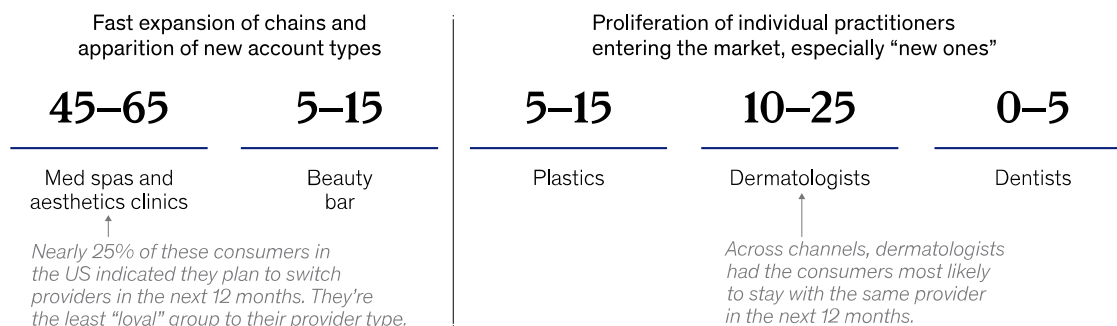 Fast expansion of chains and
apparition of new account types
45–65
Med spas and
aesthetics clinics
Nearly 25% of these consumers in
the US indicated they plan to switch
providers in the next 12 months. They’re
the least “loyal” group to their provider type.
5–15
Beauty
bar
Proliferation of individual practitioners
entering the market, especially “new ones”
5–15
Plastics
10–25
Dermatologists
Across channels, dermatologists
had the consumers most likely
to stay with the same provider
in the next 12 months.
0–5
Dentists